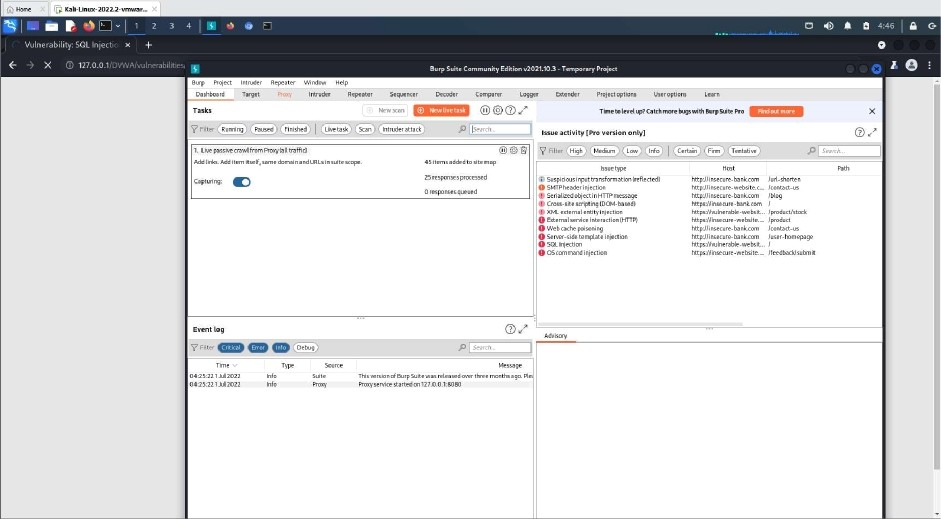 Home
Kali-Linux-2022.2-vmwar...
1 2 3 4
4:46
Vulnerability: SQL Injectio
127.0.0.1/DVWA/vulnerabilities
Burp Suite Community Edition v2021.10.3 - Temporary Project
Burp Project Intruder Repeater Window Help
Dashboard Target Proxy Intruder Repeater Sequencer Decoder Comparer Logger Extender Project options User options Learn
Tasks
New scan
New live task
Time to level up? Catch more bugs with Burp Suite Pro
Find out more
Filter Running Paused Finished Live task Scan Intruder attack Search...
1. Live passive crawl from Proxy (all traffic)
Add links. Add item itself, same domain and URLs in suite scope.
45 items added to site map
25 responses processed
0 responses queued
Capturing:
Issue activity [Pro version only]
Filter High Medium Low Info Certain Firm Tentative Search...
Issue type Host Path
Suspicious input transformation (reflected) http://insecure-bank.com /url-shorten
SMTP header injection http://insecure-website.c... /contact-us
Serialized object in HTTP message http://insecure-bank.com /blog
Cross-site scripting (DOM-based) http://insecure-bank.com /
XML external entity injection https://vulnerable-websit... /product/stock
External service interaction (HTTP) https://insecure-website.... /product
Web cache poisoning http://insecure-bank.com /contact-us
Server-side template injection http://insecure-bank.com /user-homepage
SQL injection https://vulnerable-websit... /
OS command injection https://insecure-website.... /feedback/submit
Event log
Filter Critical Error Info Debug Search...
Time Type Source Message
04:25:22 1 Jul 2022 Info Suite This version of Burp Suite was released over three months ago. Plea
04:25:22 1 Jul 2022 Info Proxy Proxy service started on 127.0.0.1:8080
Advisory